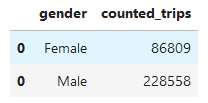 gender counted_trips
0 Female 86809
0 Male 228558